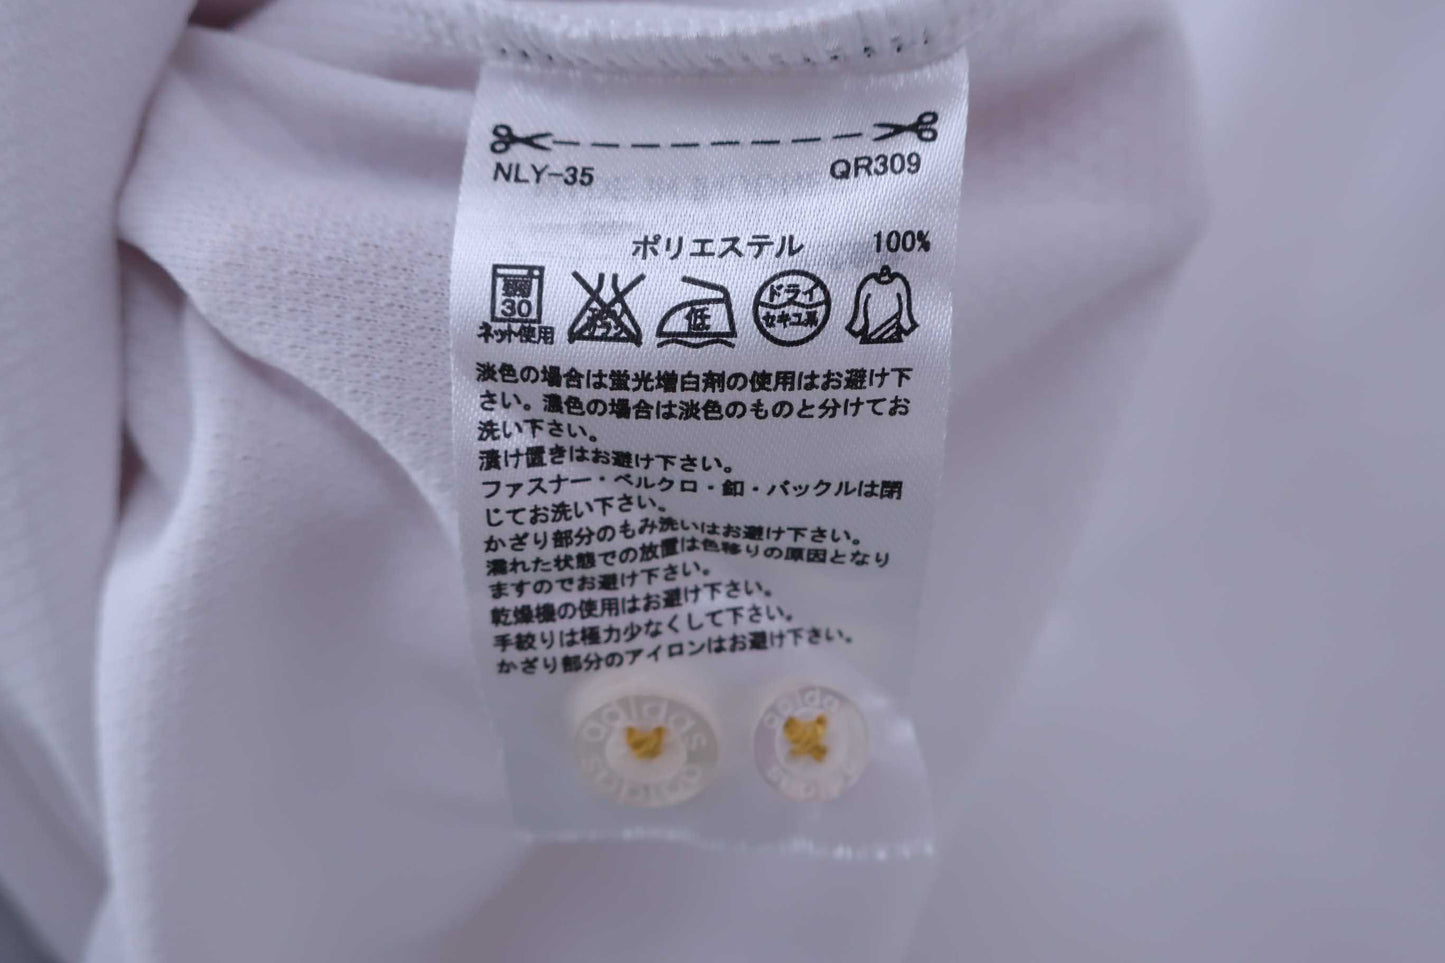 NLY-35 QR309
ポリエステル 100%
30 低 ドライ
ネット使用 セキユ系
淡色の場合は蛍光増白剤の使用はお避け下
さい。濃色の場合は淡色のものと分けてお
洗い下さい。
漬け置きはお避け下さい。
ファスナー・ベルクロ・釦・バックルは閉
じてお洗い下さい。
かざり部分のもみ洗いはお避け下さい。
濡れた状態での放置は色移りの原因となり
ますのでお避け下さい。
乾燥機の使用はお避け下さい。
手絞りは極力少なくして下さい。
かざり部分のアイロンはお避け下さい。
adidas adidas